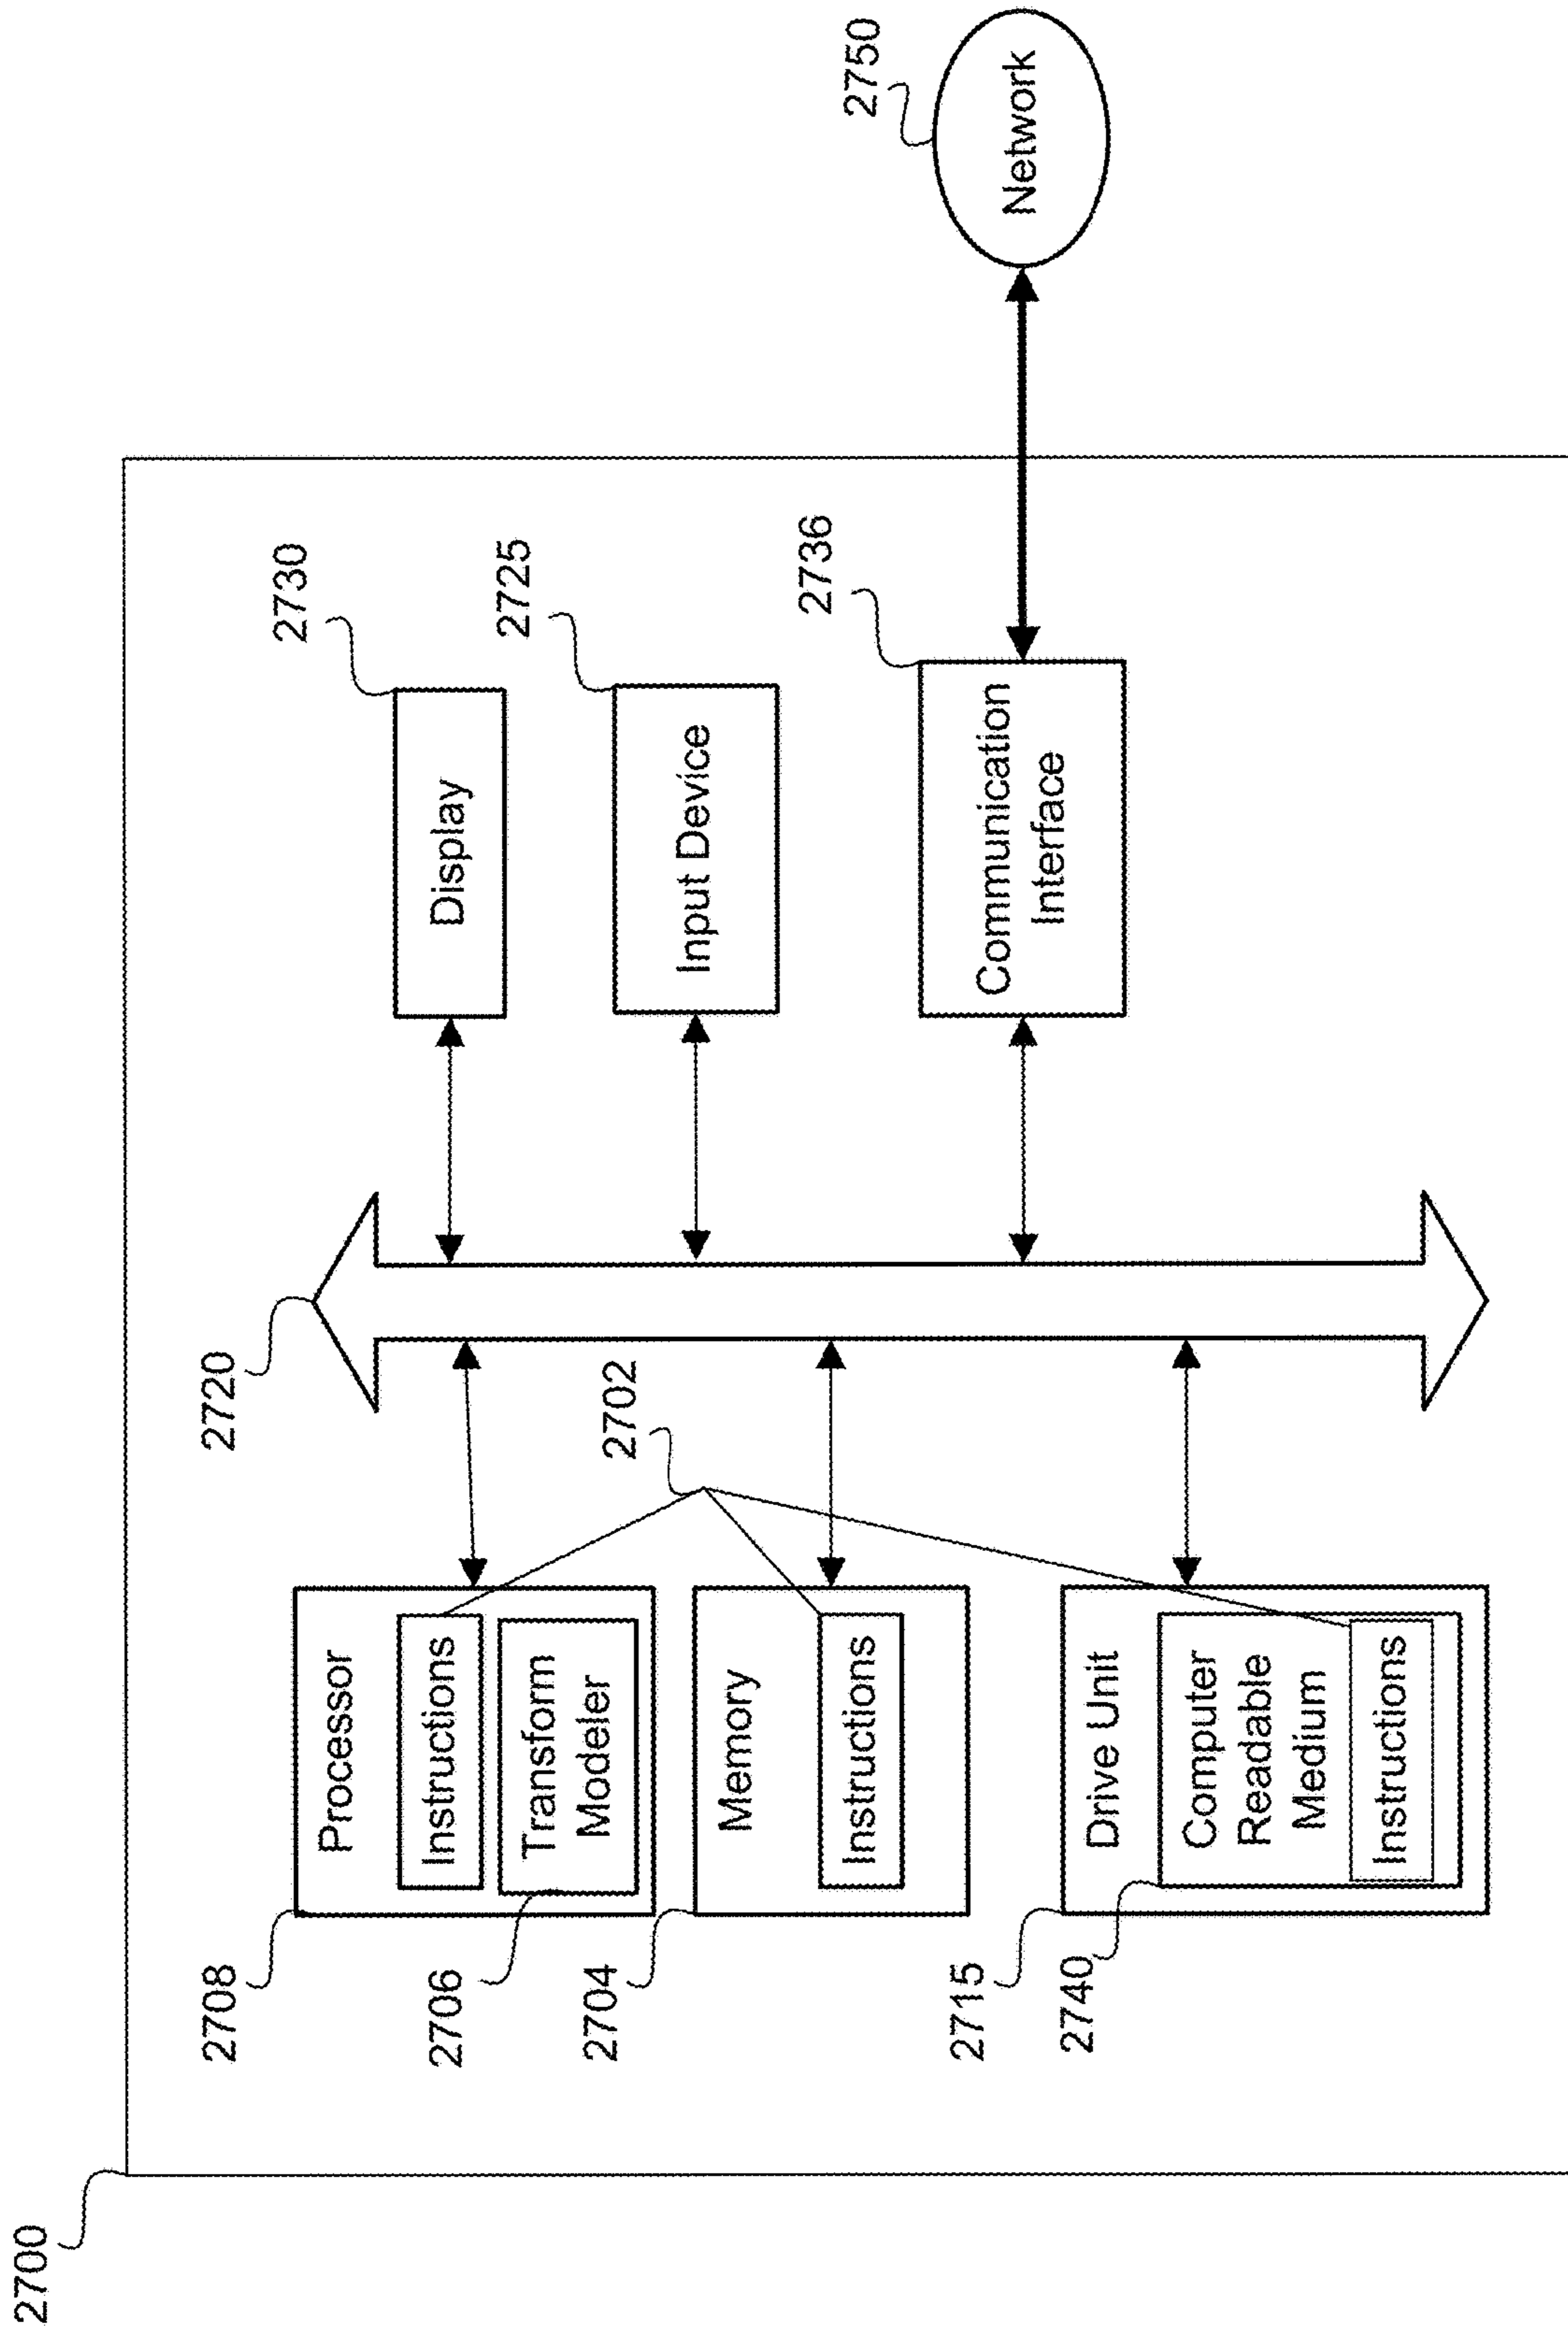 2700
2708
Processor
Instructions
2706
Transform
Modeler
2704
Memory
Instructions
2715
Drive Unit
2740
Computer
Readable
Medium
Instructions
2702
2720
2730
Display
2725
Input Device
2736
Communication
Interface
2750
Network